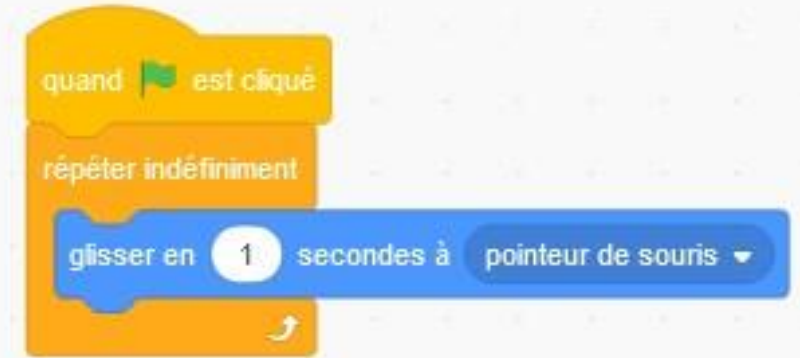 quand est cliqué
répéter indéfiniment
glisser en 1 secondes à pointeur de souris